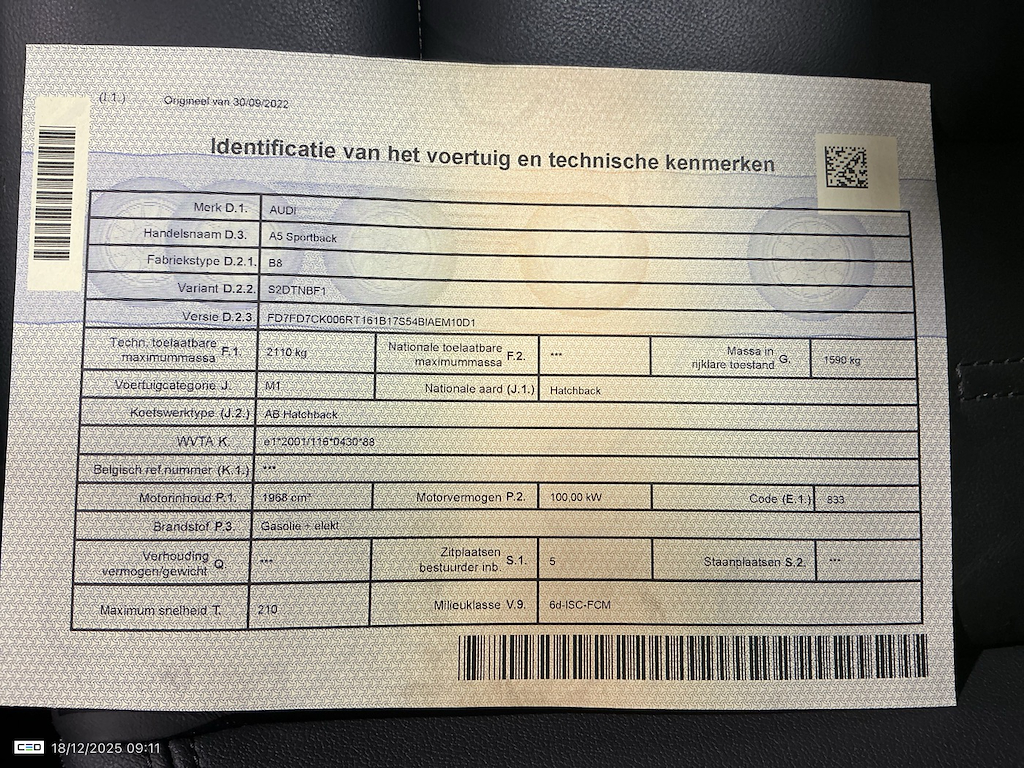 (I.1.) Origineel van 30/09/2022
Identificatie van het voertuig en technische kenmerken
Merk D.1. AUDI
Handelsnaam D.3. A5 Sportback
Fabriekstype D.2.1. B8
Variant D.2.2. S2DTNBF1
Versie D.2.3. FD7FD7CK006RT161B17S54BIAEM10D1
Techn. toelaatbare maximummassa F.1. 2110 kg Nationale toelaatbare maximummassa F.2. *** Massa in rijklare toestand G. 1590 kg
Voertuigcategorie J. M1 Nationale aard (J.1.) Hatchback
Koetswerktype (J.2.) AB Hatchback
WVTA K. e1*2001/116*0430*88
Belgisch ref.nummer (K.1.) ***
Motorinhoud P.1. 1968 cm³ Motorvermogen P.2. 100,00 kW Code (E.1.) 833
Brandstof P.3. Gasolie + elekt
Verhouding vermogen/gewicht Q. *** Zitplaatsen bestuurder inb. S.1. 5 Staanplaatsen S.2. ***
Maximum snelheid T. 210 Milieuklasse V.9. 6d-ISC-FCM
CEO 18/12/2025 09:11